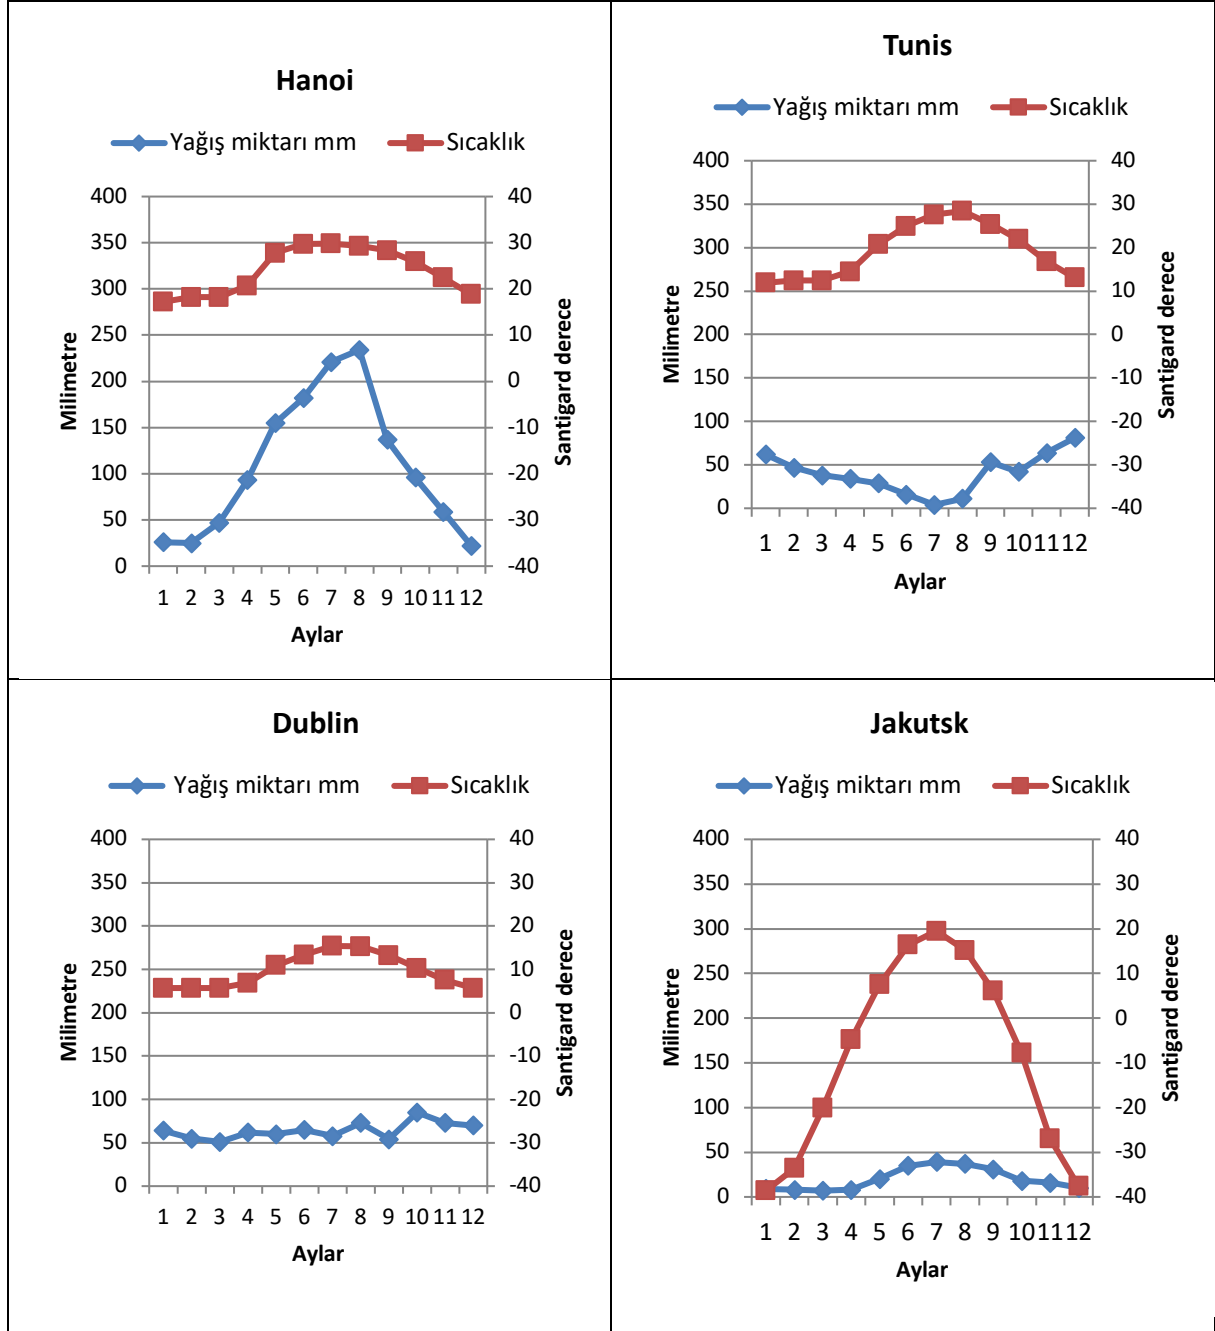 Hanoi
Yağış miktarı mm Sıcaklık
400 40
350 30
300 20
250 10
200 0
150 -10
100 -20
50 -30
0 -40
Milimetre
Santigard derece
1 2 3 4 5 6 7 8 9 10 11 12
Aylar
Tunis
Yağış miktarı mm Sıcaklık
400 40
350 30
300 20
250 10
200 0
150 -10
100 -20
50 -30
0 -40
Milimetre
Santigard derece
1 2 3 4 5 6 7 8 9 10 11 12
Aylar
Dublin
Yağış miktarı mm Sıcaklık
400 40
350 30
300 20
250 10
200 0
150 -10
100 -20
50 -30
0 -40
Milimetre
Santigard derece
1 2 3 4 5 6 7 8 9 10 11 12
Aylar
Jakutsk
Yağış miktarı mm Sıcaklık
400 40
350 30
300 20
250 10
200 0
150 -10
100 -20
50 -30
0 -40
Milimetre
Santigard derece
1 2 3 4 5 6 7 8 9 10 11 12
Aylar